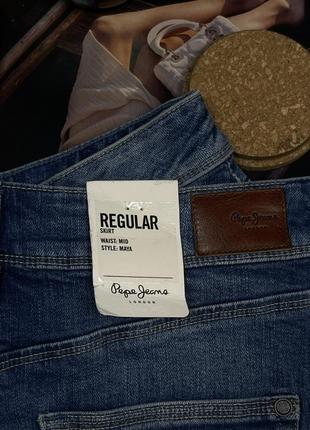 REGULAR
SKIRT
WAIST: MID
STYLE: MAYA
Pepe Jeans
LONDON
Pepe Jeans
LONDON